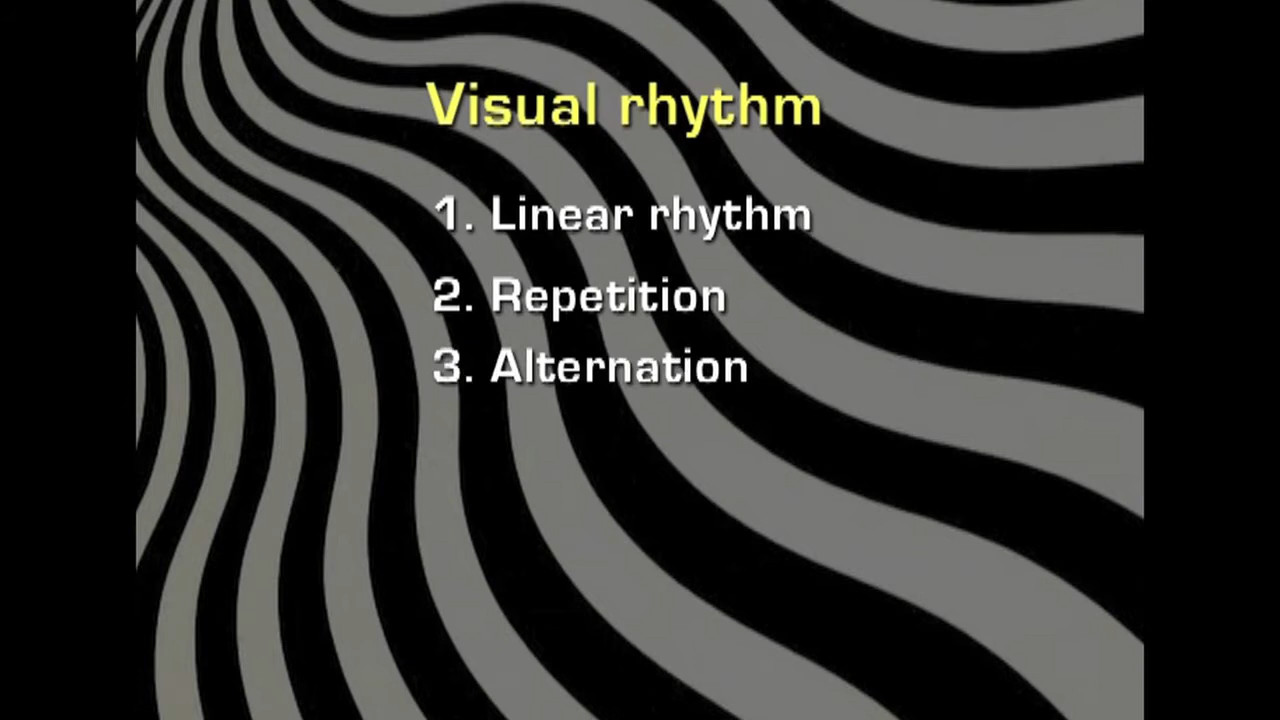 Visual rhythm
1. Linear rhythm
2. Repetition
3. Alternation